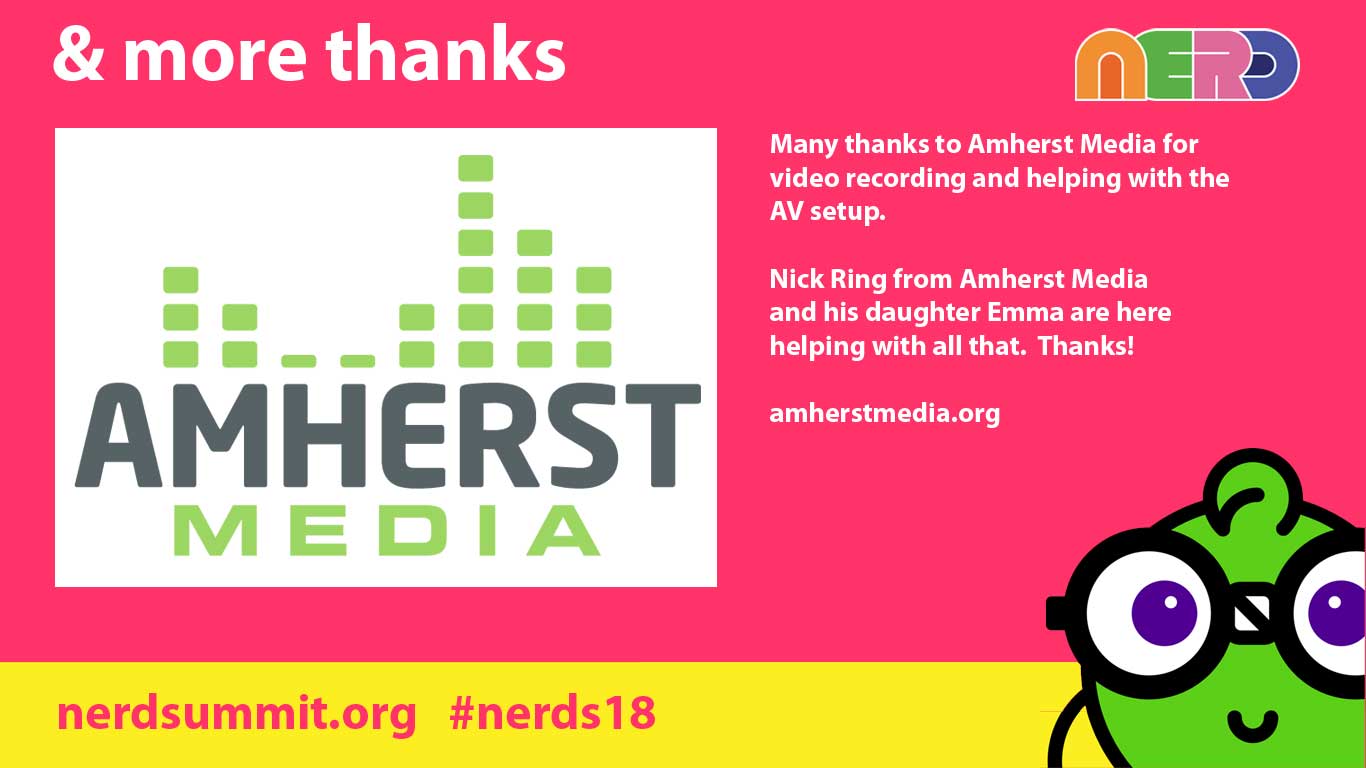 & more thanks
NERD
AMHERST
MEDIA
Many thanks to Amherst Media for
video recording and helping with the
AV setup.
Nick Ring from Amherst Media
and his daughter Emma are here
helping with all that.  Thanks!
amherstmedia.org
nerdsummit.org   #nerds18